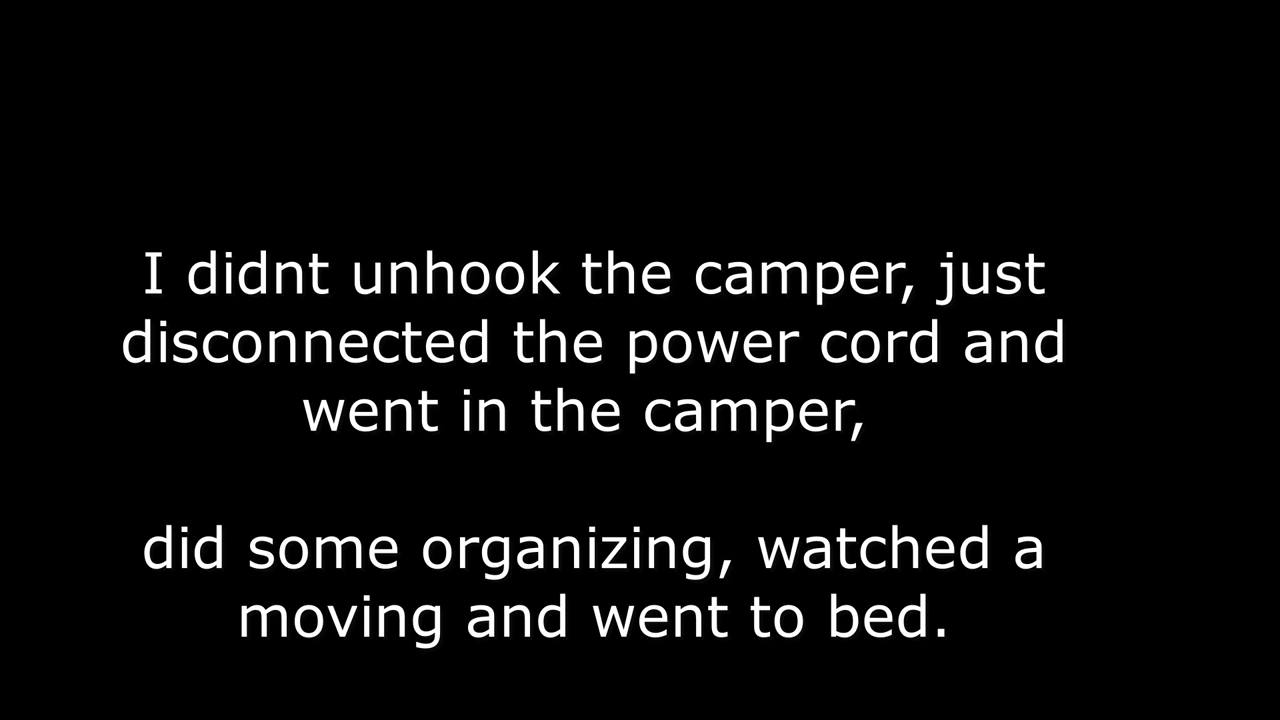 I didnt unhook the camper, just
disconnected the power cord and
went in the camper,
did some organizing, watched a
moving and went to bed.